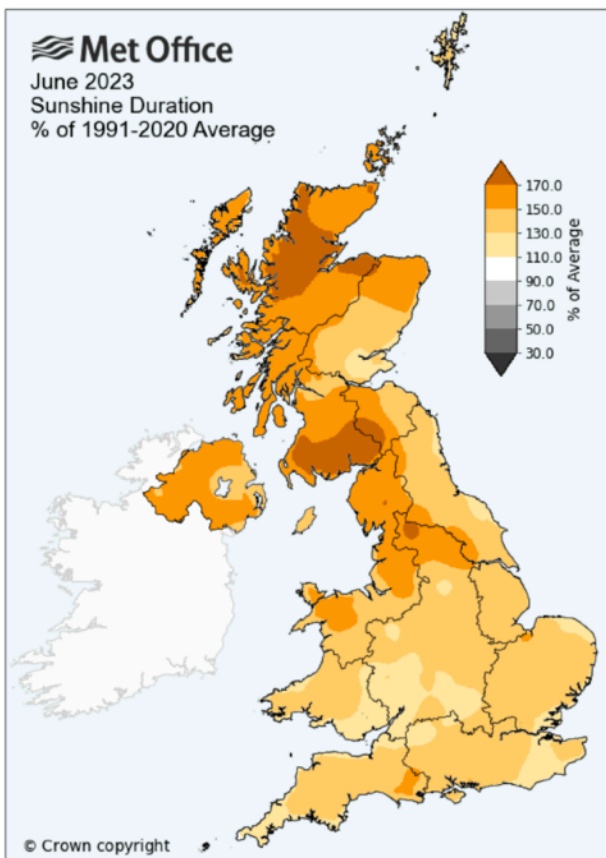 Met Office
June 2023
Sunshine Duration
% of 1991-2020 Average
170.0
150.0
130.0
110.0
90.0
70.0
50.0
30.0
% of Average
© Crown copyright